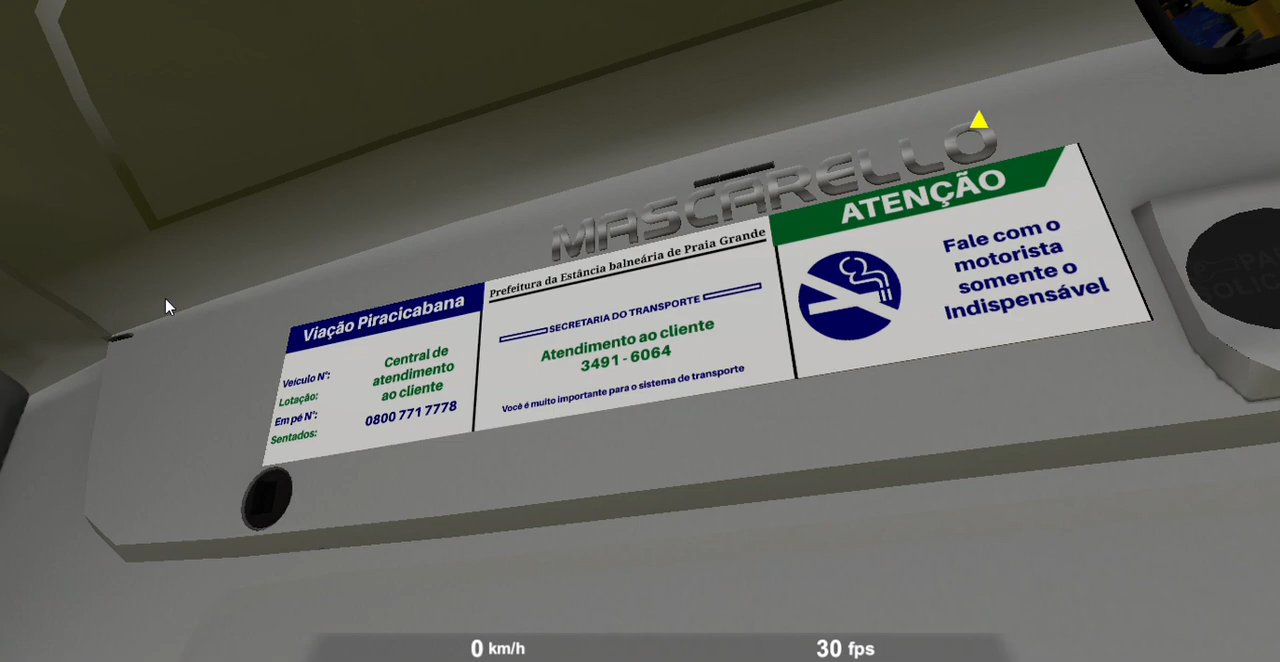 MASCARELLO
Viação Piracicabana
Veículo Nº:
Lotação:
Em pé Nº:
Sentados:
Central de
atendimento
ao cliente
0800 771 7778
Prefeitura da Estância balneária de Praia Grande
SECRETARIA DO TRANSPORTE
Atendimento ao cliente
3491 - 6064
Você é muito importante para o sistema de transporte
ATENÇÃO
Fale com o
motorista
somente o
Indispensável
0 km/h
30 fps